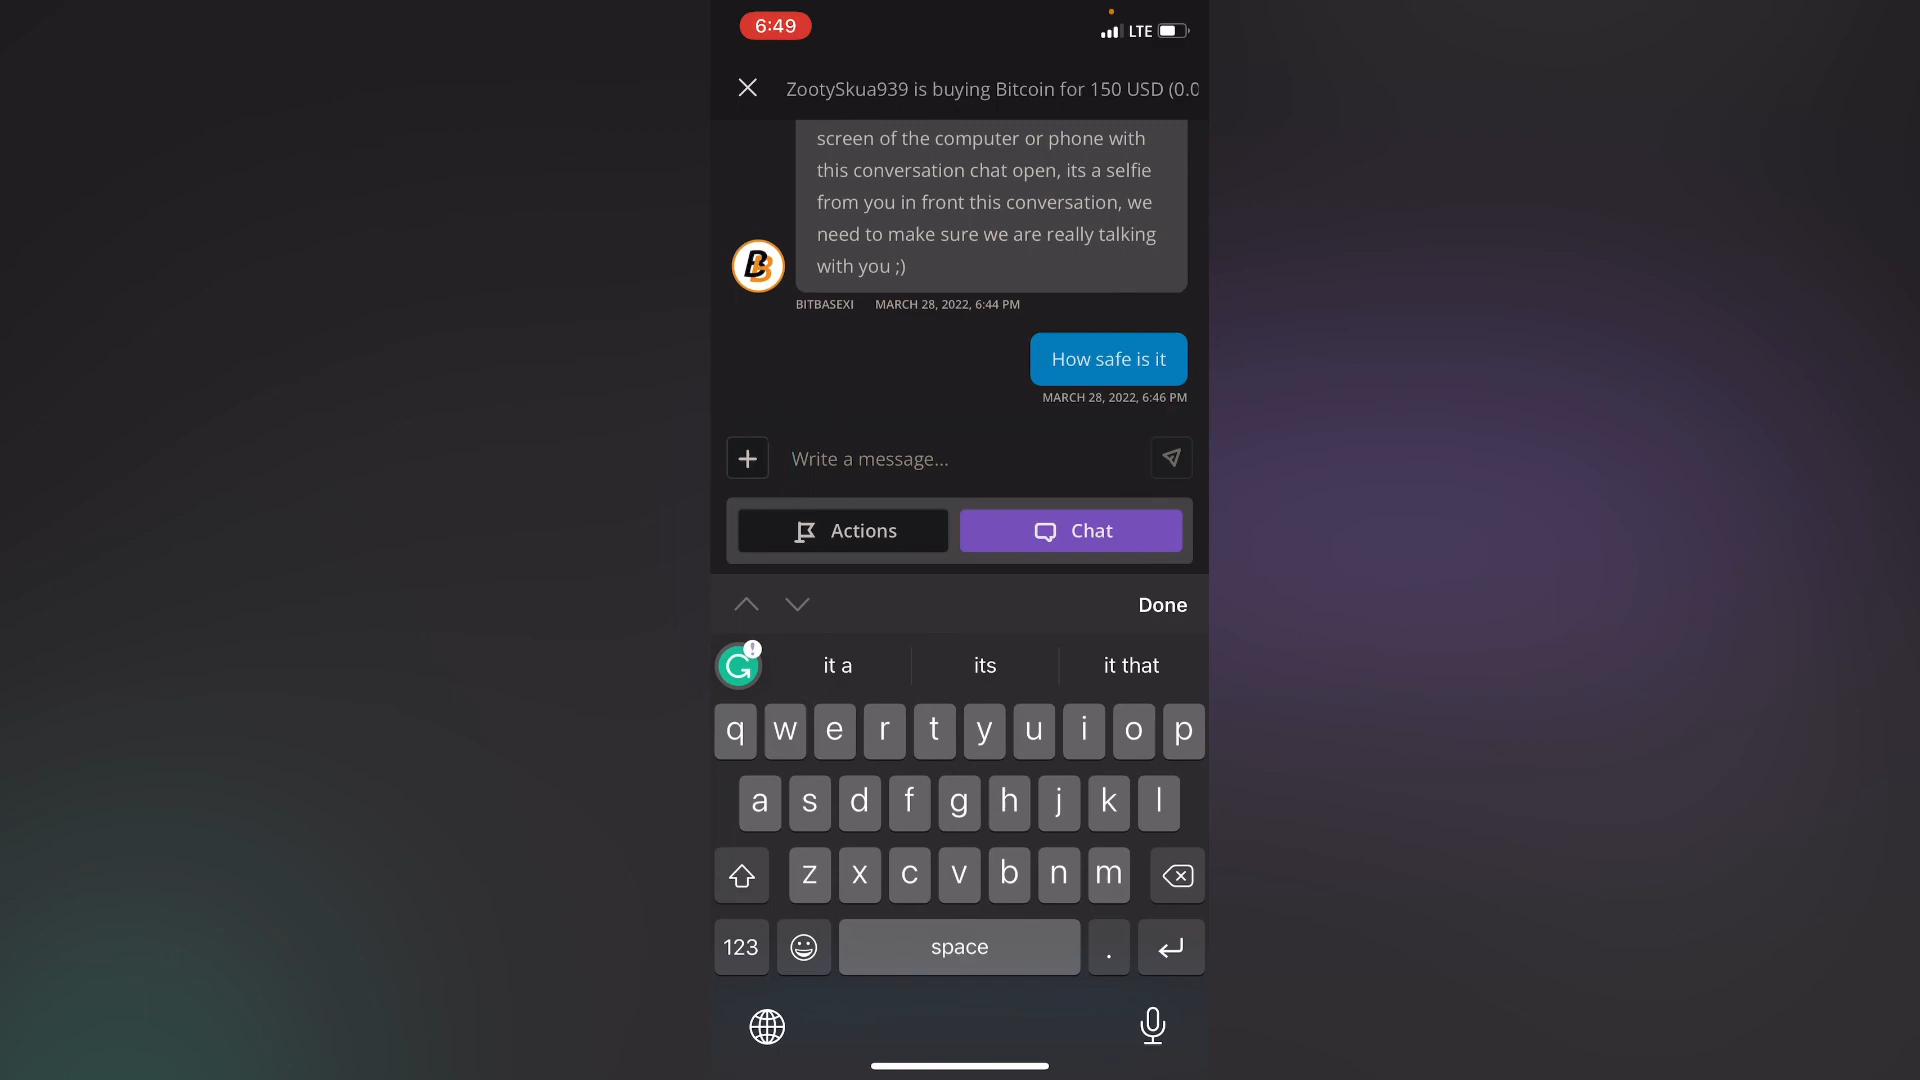 6:49
LTE
ZootySkua939 is buying Bitcoin for 150 USD (0.0
screen of the computer or phone with
this conversation chat open, its a selfie
from you in front this conversation, we
need to make sure we are really talking
with you ;)
BITBASEXI MARCH 28, 2022, 6:44 PM
How safe is it
MARCH 28, 2022, 6:46 PM
Write a message...
Actions Chat
Done
it a its it that
q w e r t y u i o p
a s d f g h j k l
z x c v b n m
123 space .